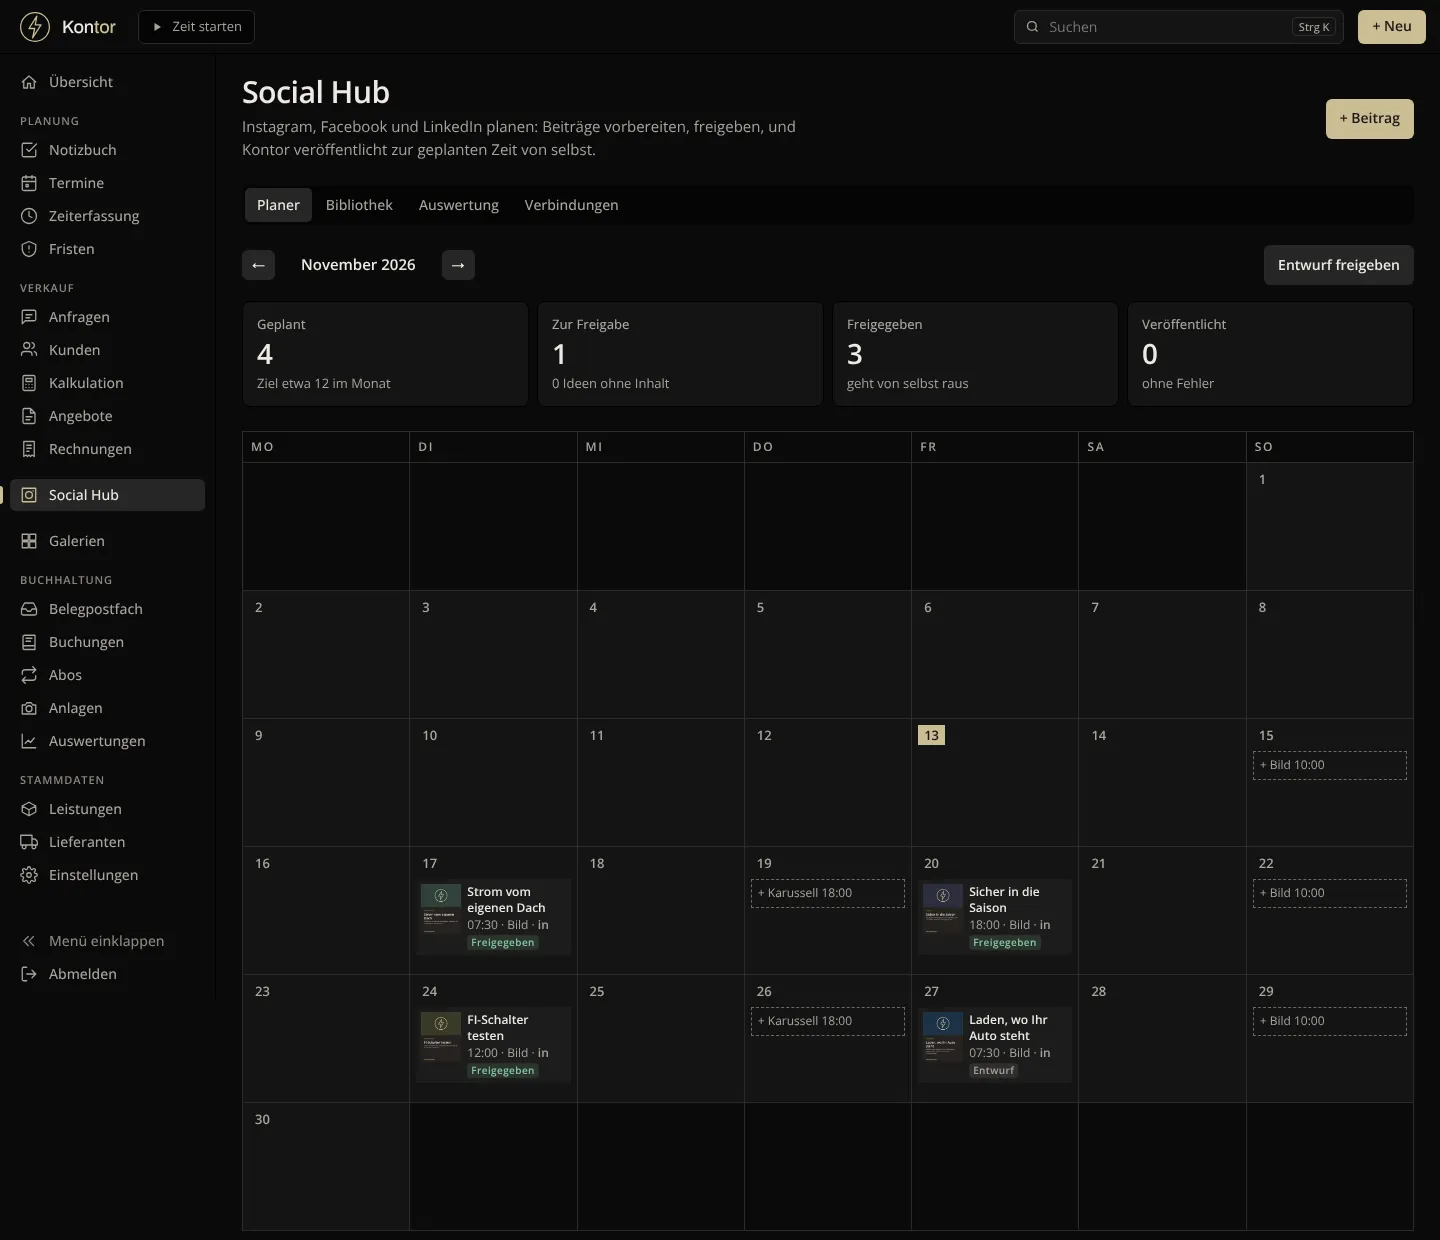 Kontor
Zeit starten
Suchen
Strg K
+ Neu
Übersicht
PLANUNG
Notizbuch
Termine
Zeiterfassung
Fristen
VERKAUF
Anfragen
Kunden
Kalkulation
Angebote
Rechnungen
Social Hub
Galerien
BUCHHALTUNG
Belegpostfach
Buchungen
Abos
Anlagen
Auswertungen
STAMMDATEN
Leistungen
Lieferanten
Einstellungen
Menü einklappen
Abmelden
Social Hub
Instagram, Facebook und LinkedIn planen: Beiträge vorbereiten, freigeben, und
Kontor veröffentlicht zur geplanten Zeit von selbst.
+ Beitrag
Planer Bibliothek Auswertung Verbindungen
← November 2026 →
Entwurf freigeben
Geplant
4
Ziel etwa 12 im Monat
Zur Freigabe
1
0 Ideen ohne Inhalt
Freigegeben
3
geht von selbst raus
Veröffentlicht
0
ohne Fehler
MO DI MI DO FR SA SO
1
2 3 4 5 6 7 8
9 10 11 12 13 14 15
+ Bild 10:00
16 17 18 19 20 21 22
Strom vom
eigenen Dach
07:30 · Bild · in
Freigegeben
+ Karussell 18:00
Sicher in die
Saison
18:00 · Bild · in
Freigegeben
+ Bild 10:00
23 24 25 26 27 28 29
FI-Schalter
testen
12:00 · Bild · in
Freigegeben
+ Karussell 18:00
Laden, wo Ihr
Auto steht
07:30 · Bild · in
Entwurf
+ Bild 10:00
30